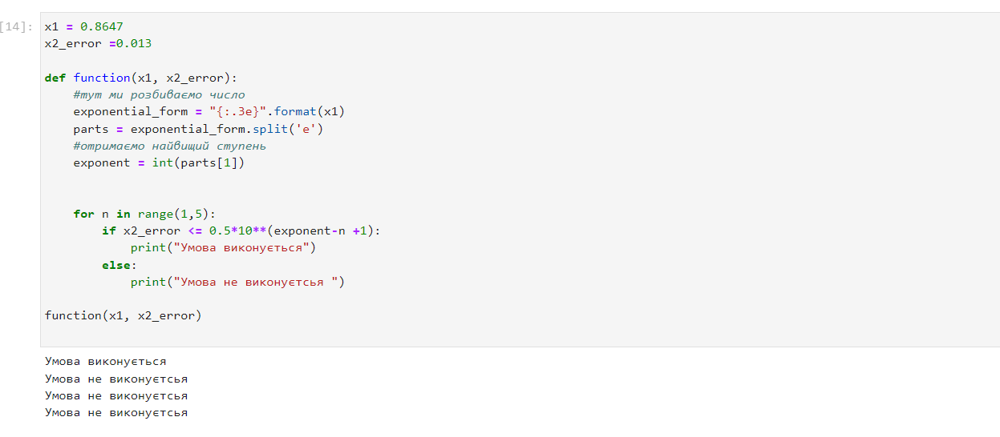 [14]:
x1 = 0.8647
x2_error =0.013
def function(x1, x2_error):
#тут ми розбиваємо число
exponential_form = "{:.3e}".format(x1)
parts = exponential_form.split('e')
#отримаємо найвищий ступень
exponent = int(parts[1])
for n in range(1,5):
if x2_error <= 0.5*10**(exponent-n +1):
print("Умова виконується")
else:
print("Умова не виконуєтсья ")
function(x1, x2_error)
Умова виконується
Умова не виконуєтсья
Умова не виконуєтсья
Умова не виконуєтсья